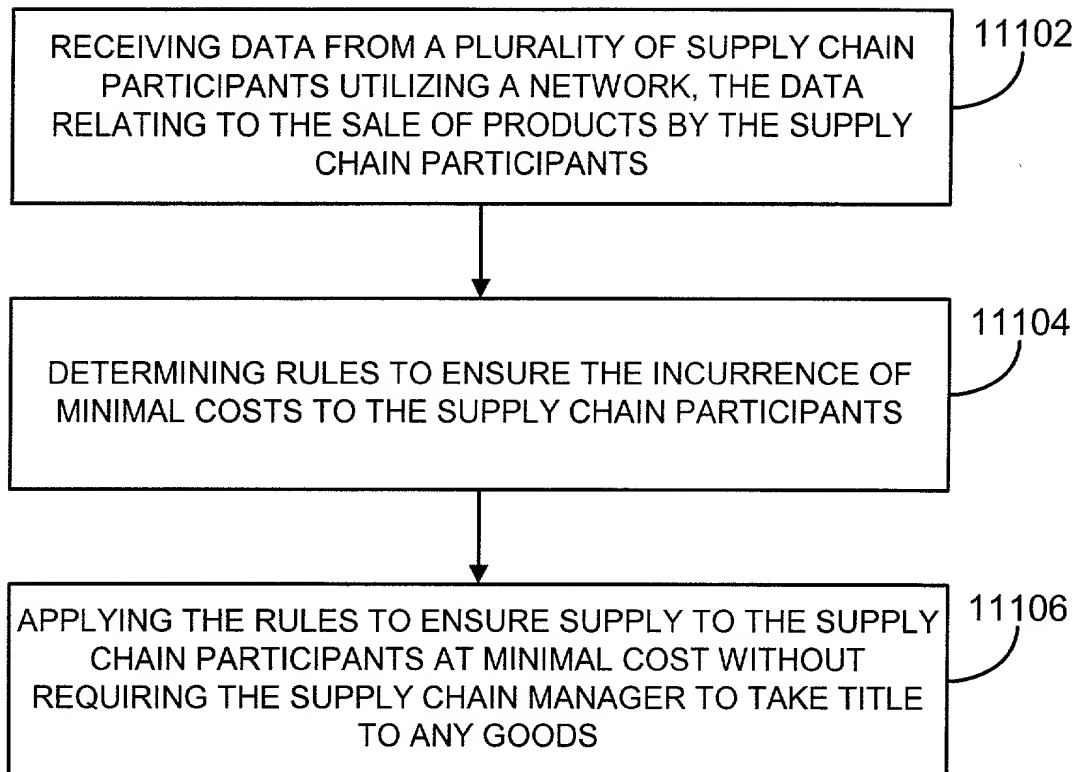 11102
RECEIVING DATA FROM A PLURALITY OF SUPPLY CHAIN
PARTICIPANTS UTILIZING A NETWORK, THE DATA
RELATING TO THE SALE OF PRODUCTS BY THE SUPPLY
CHAIN PARTICIPANTS
11104
DETERMINING RULES TO ENSURE THE INCURRENCE OF
MINIMAL COSTS TO THE SUPPLY CHAIN PARTICIPANTS
11106
APPLYING THE RULES TO ENSURE SUPPLY TO THE SUPPLY
CHAIN PARTICIPANTS AT MINIMAL COST WITHOUT
REQUIRING THE SUPPLY CHAIN MANAGER TO TAKE TITLE
TO ANY GOODS